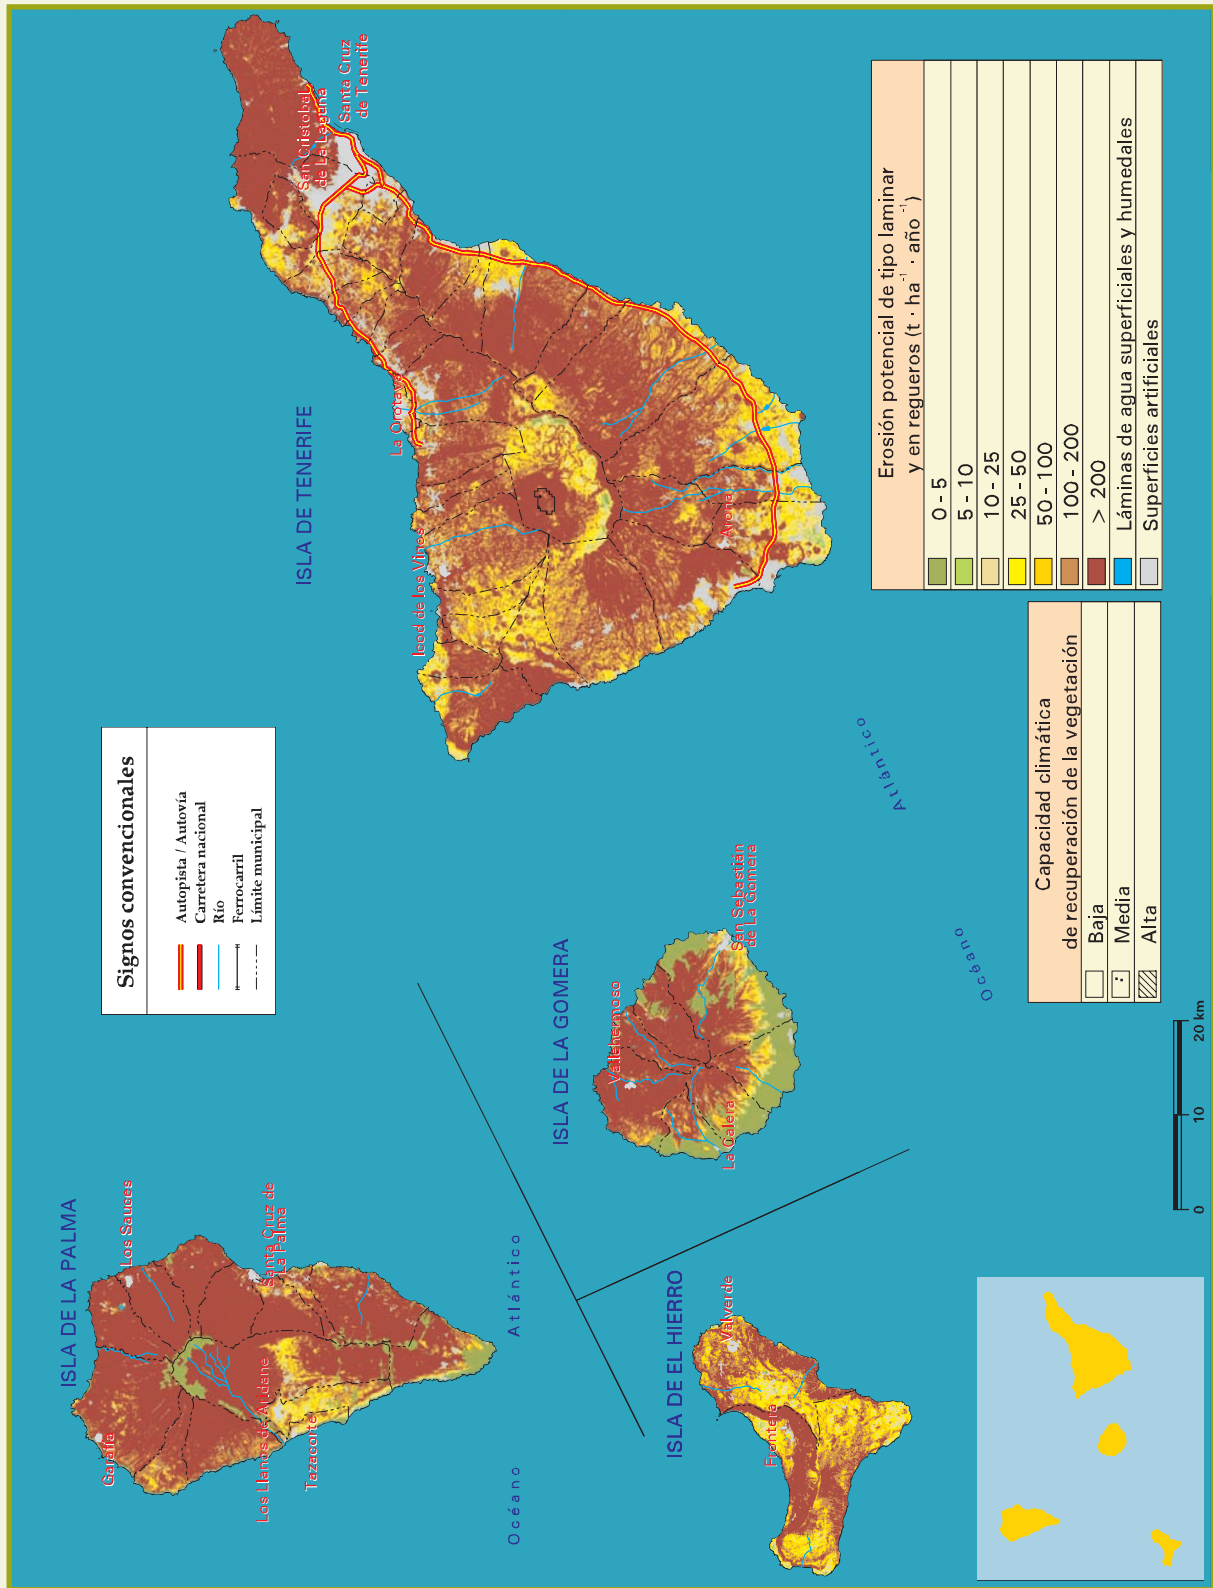 ISLA DE LA PALMA
Los Sauces
Santa Cruz de
La Palma
Garafía
Los Llanos de Aridane
Tazacorte
Océano
Atlántico
Signos convencionales
Autopista / Autovía
Carretera nacional
Río
Ferrocarril
Límite municipal
ISLA DE TENERIFE
San Cristobal
de La Laguna
Santa Cruz
de Tenerife
La Orotava
Icod de los Vinos
Arona
ISLA DE LA GOMERA
Vallehermoso
San Sebastián
de La Gomera
La Calera
ISLA DE EL HIERRO
Valverde
Frontera
Océano
Atlántico
Erosión potencial de tipo laminar
y en regueros (t · ha⁻¹ · año⁻¹)
0 - 5
5 - 10
10 - 25
25 - 50
50 - 100
100 - 200
> 200
Láminas de agua superficiales y humedales
Superficies artificiales
Capacidad climática
de recuperación de la vegetación
Baja
Media
Alta
0 10 20 km